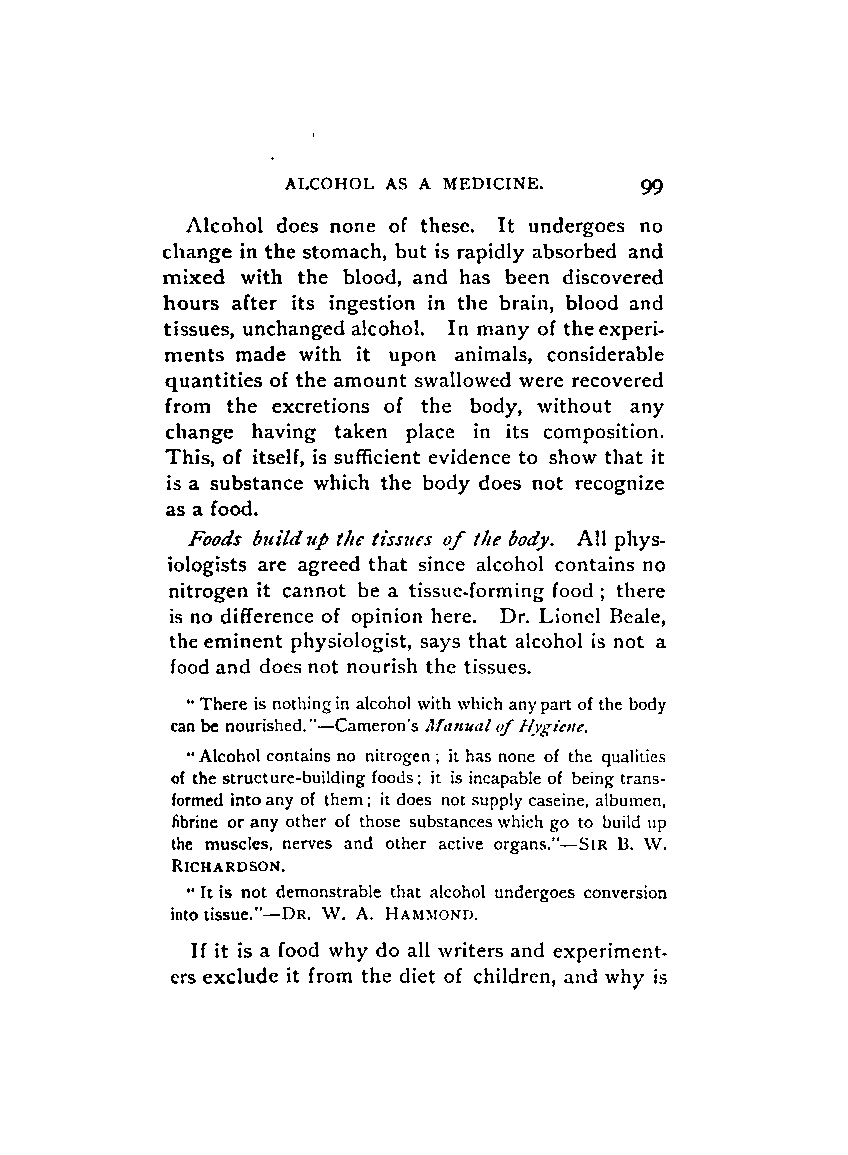 ALCOHOL AS A MEDICINE. 99
Alcohol does none of these. It undergoes no
change in the stomach, but is rapidly absorbed and
mixed with the blood, and has been discovered
hours after its ingestion in the brain, blood and
tissues, unchanged alcohol. In many of the experi-
ments made with it upon animals, considerable
quantities of the amount swallowed were recovered
from the excretions of the body, without any
change having taken place in its composition.
This, of itself, is sufficient evidence to show that it
is a substance which the body does not recognize
as a food.
Foods build up the tissues of the body. All phys-
iologists are agreed that since alcohol contains no
nitrogen it cannot be a tissue-forming food ; there
is no difference of opinion here. Dr. Lionel Beale,
the eminent physiologist, says that alcohol is not a
food and does not nourish the tissues.
“ There is nothing in alcohol with which any part of the body
can be nourished.”—Cameron's Manual of Hygiene.
“ Alcohol contains no nitrogen ; it has none of the qualities
of the structure-building foods ; it is incapable of being trans-
formed into any of them ; it does not supply caseine, albumen,
fibrine or any other of those substances which go to build up
the muscles, nerves and other active organs.”—SIR B. W.
RICHARDSON.
“ It is not demonstrable that alcohol undergoes conversion
into tissue.”—DR. W. A. HAMMOND.
If it is a food why do all writers and experiment-
ers exclude it from the diet of children, and why is